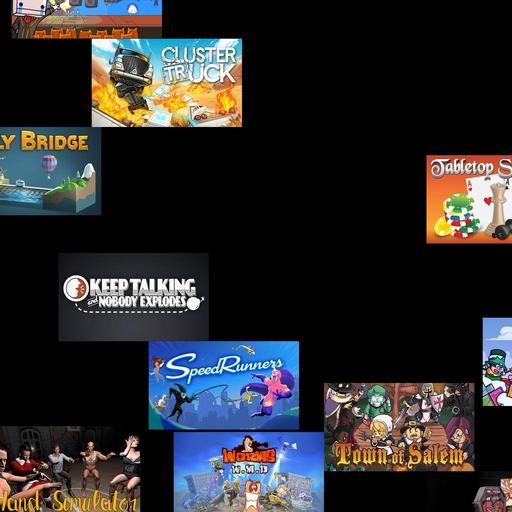 CLUSTER
TRUCK
LY BRIDGE
Tabletop S
KEEP TALKING
and NOBODY EXPLODES
SpeedRunners
WORMS
W.M.D
Town of Salem
Hand Simulator